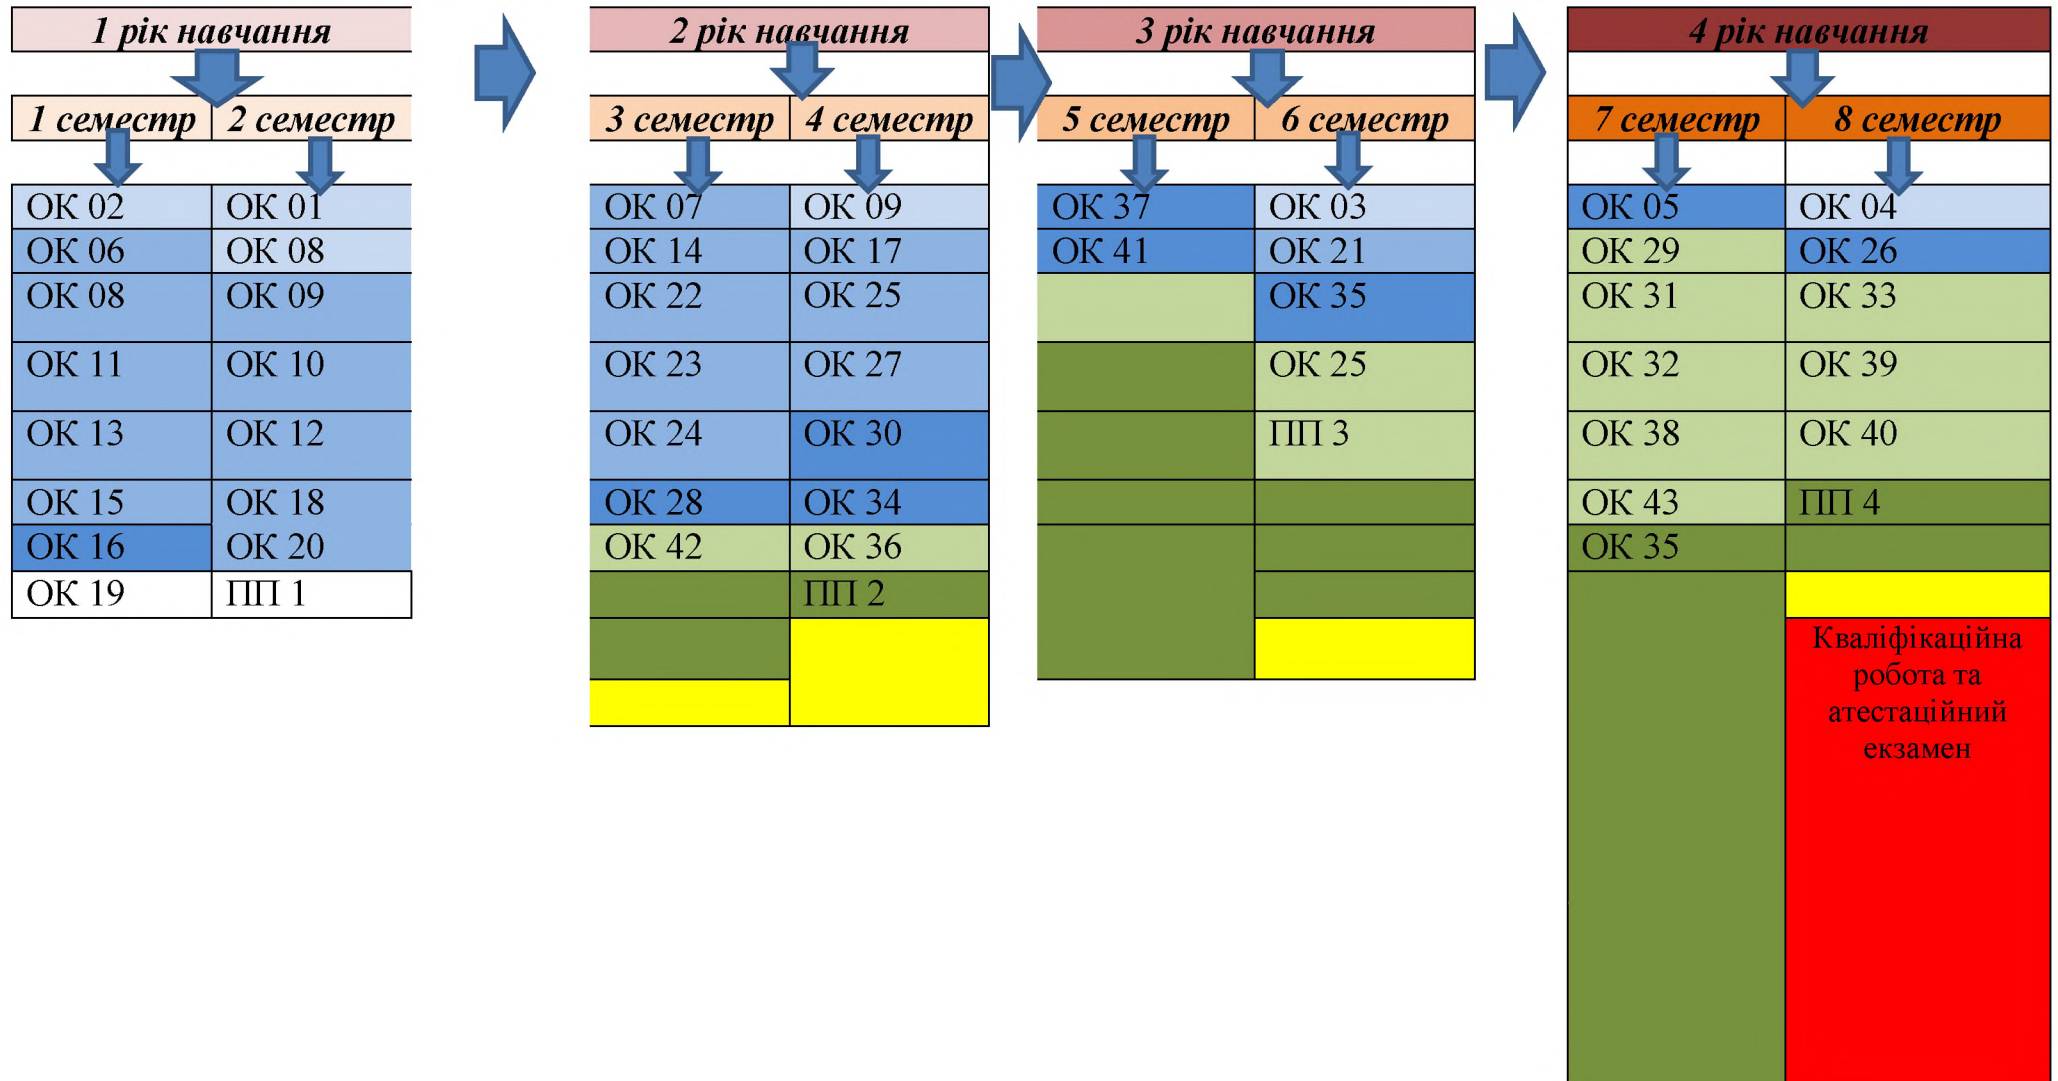 1 рік навчання
1 семестр 2 семестр
ОК 02 ОК 01
ОК 06 ОК 08
ОК 08 ОК 09
ОК 11 ОК 10
ОК 13 ОК 12
ОК 15 ОК 18
ОК 16 ОК 20
ОК 19 ПП 1
2 рік навчання
3 семестр 4 семестр
ОК 07 ОК 09
ОК 14 ОК 17
ОК 22 ОК 25
ОК 23 ОК 27
ОК 24 ОК 30
ОК 28 ОК 34
ОК 42 ОК 36
ПП 2
3 рік навчання
5 семестр 6 семестр
ОК 37 ОК 03
ОК 41 ОК 21
ОК 35
ОК 25
ПП 3
4 рік навчання
7 семестр 8 семестр
ОК 05 ОК 04
ОК 29 ОК 26
ОК 31 ОК 33
ОК 32 ОК 39
ОК 38 ОК 40
ОК 43 ПП 4
ОК 35
Кваліфікаційна
робота та
атестаційний
екзамен